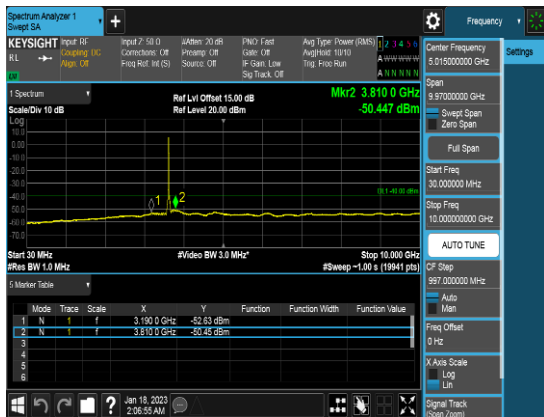 Spectrum Analyzer 1
Swept SA
+
Frequency
KEYSIGHT
Input: RF
Input Z: 50 Ω
#Atten: 20 dB
PNO: Fast
Avg Type: Power (RMS)
1 2 3 4 5 6
RL
Coupling: DC
Corrections: Off
Preamp: Off
Gate: Off
Avg|Hold: 10/10
A W W W W W
Align: Off
Freq Ref: Int (S)
Source: Off
IF Gain: Low
Trig: Free Run
Sig Track: Off
A N N N N N
1 Spectrum
Ref Lvl Offset 15.00 dB
Mkr2 3.810 0 GHz
Scale/Div 10 dB
Ref Level 20.00 dBm
-50.447 dBm
Log
10.0
0.00
-10.0
-20.0
-30.0
-40.0
-50.0
-60.0
-70.0
1
2
DL1 -40.00 dBm
Start 30 MHz
#Video BW 3.0 MHz*
Stop 10.000 GHz
#Res BW 1.0 MHz
#Sweep ~1.00 s (19941 pts)
5 Marker Table
Mode Trace Scale X Y Function Function Width Function Value
1 N 1 f 3.190 0 GHz -52.63 dBm
2 N 1 f 3.810 0 GHz -50.45 dBm
3
4
5
6
?
Jan 18, 2023
2:06:55 AM
Center Frequency
5.015000000 GHz
Settings
Span
9.97000000 GHz
Swept Span
Zero Span
Full Span
Start Freq
30.000000 MHz
Stop Freq
10.000000000 GHz
AUTO TUNE
CF Step
997.000000 MHz
Auto
Man
Freq Offset
0 Hz
X Axis Scale
Log
Lin
Signal Track
(Span Zoom)